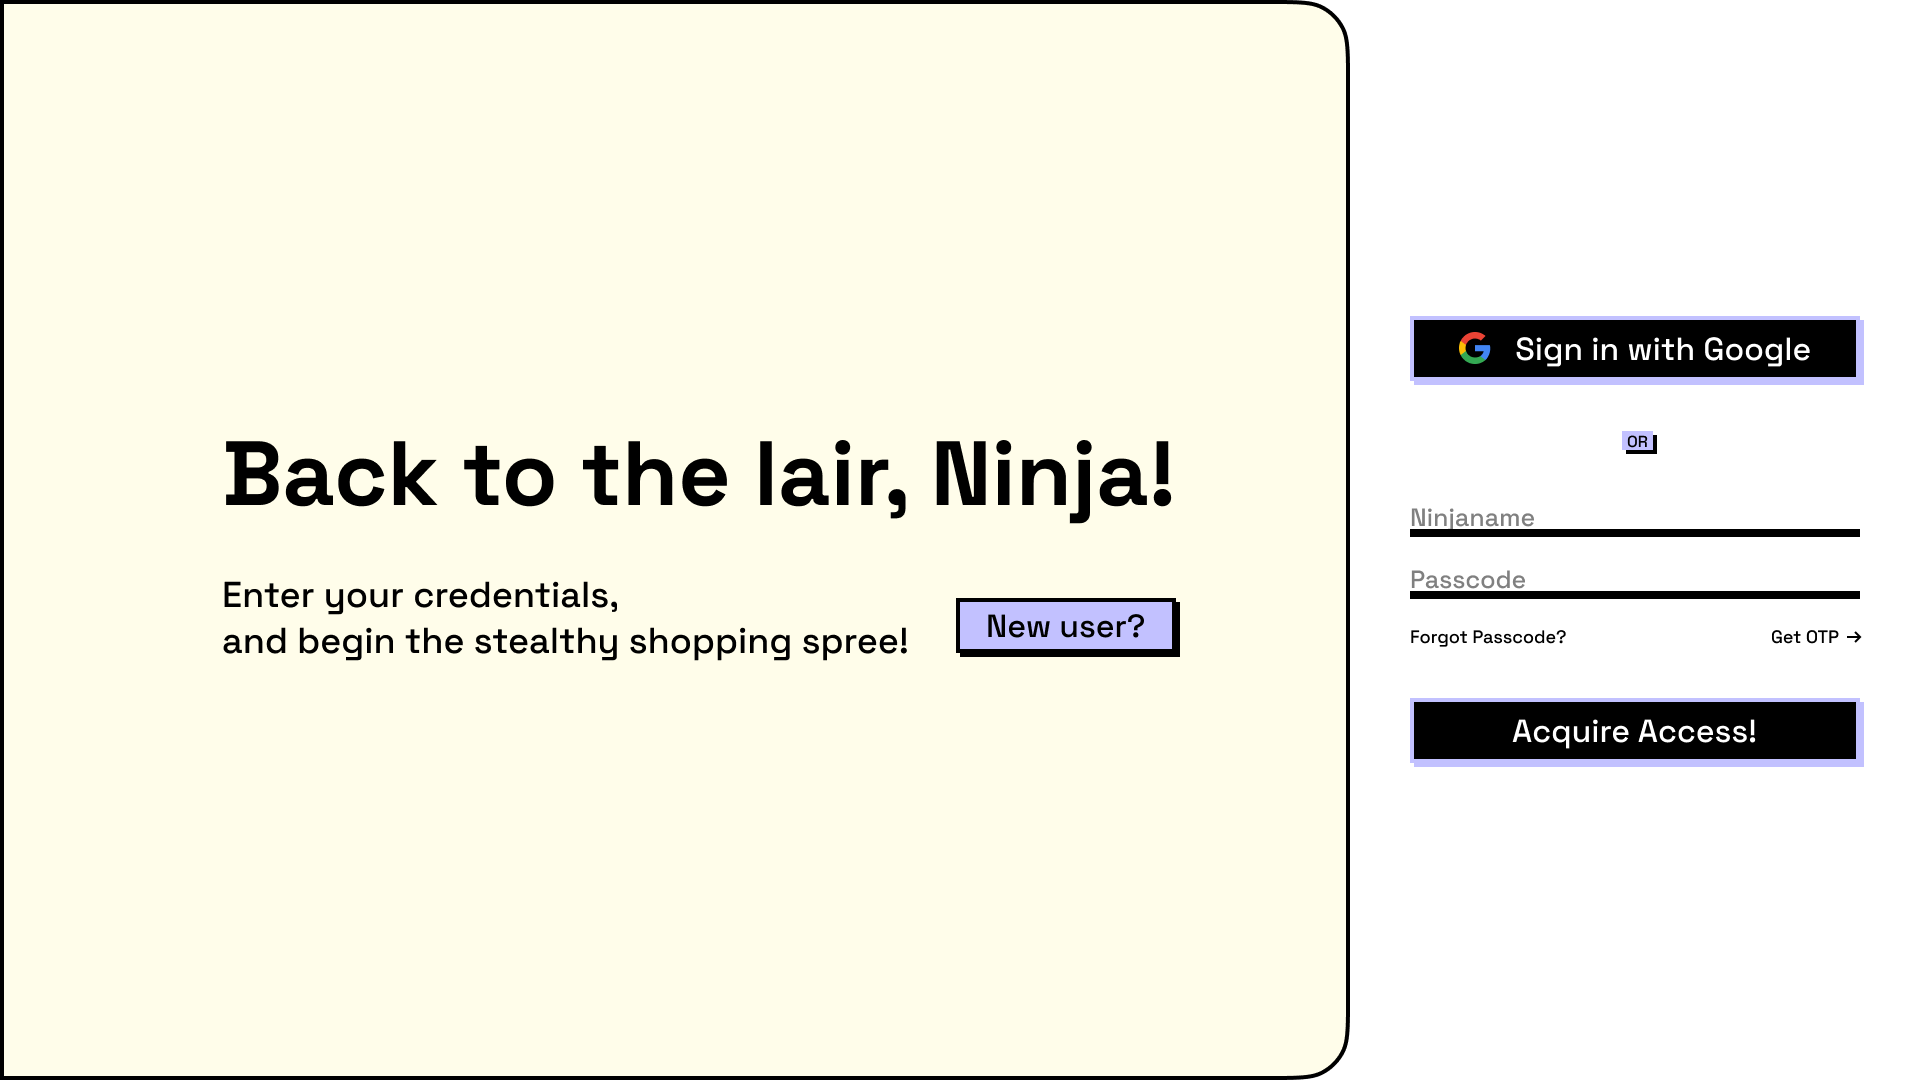 Back to the lair, Ninja!
Enter your credentials,
and begin the stealthy shopping spree!
New user?
Sign in with Google
OR
Ninjaname
Passcode
Forgot Passcode?
Get OTP →
Acquire Access!